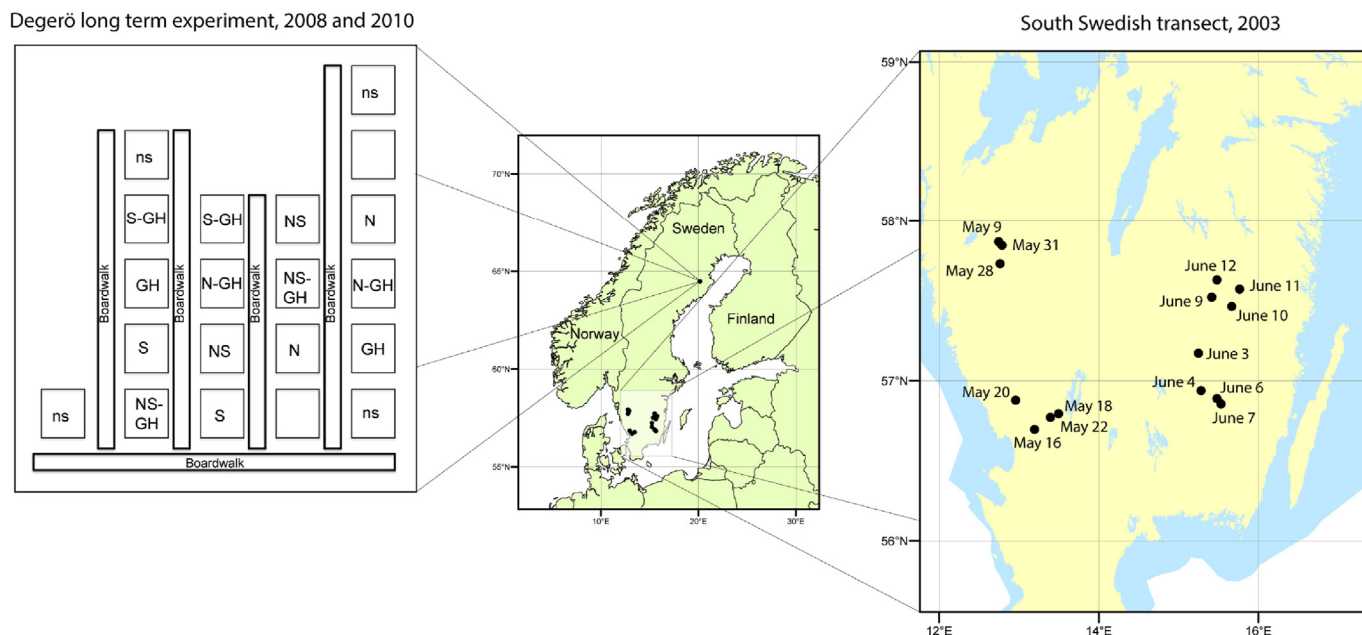 Degerö long term experiment, 2008 and 2010
ns
ns
S-GH
S-GH
NS
N
GH
N-GH
NS-
GH
N-GH
S
NS
N
GH
ns
NS-
GH
S
ns
Boardwalk
Boardwalk
Boardwalk
Boardwalk
Boardwalk
70°N
65°N
60°N
55°N
10°E
20°E
30°E
Sweden
Finland
Norway
South Swedish transect, 2003
59°N
58°N
57°N
56°N
12°E
14°E
16°E
May 9
May 31
May 28
June 12
June 11
June 9
June 10
June 3
June 4
June 6
June 7
May 20
May 18
May 22
May 16